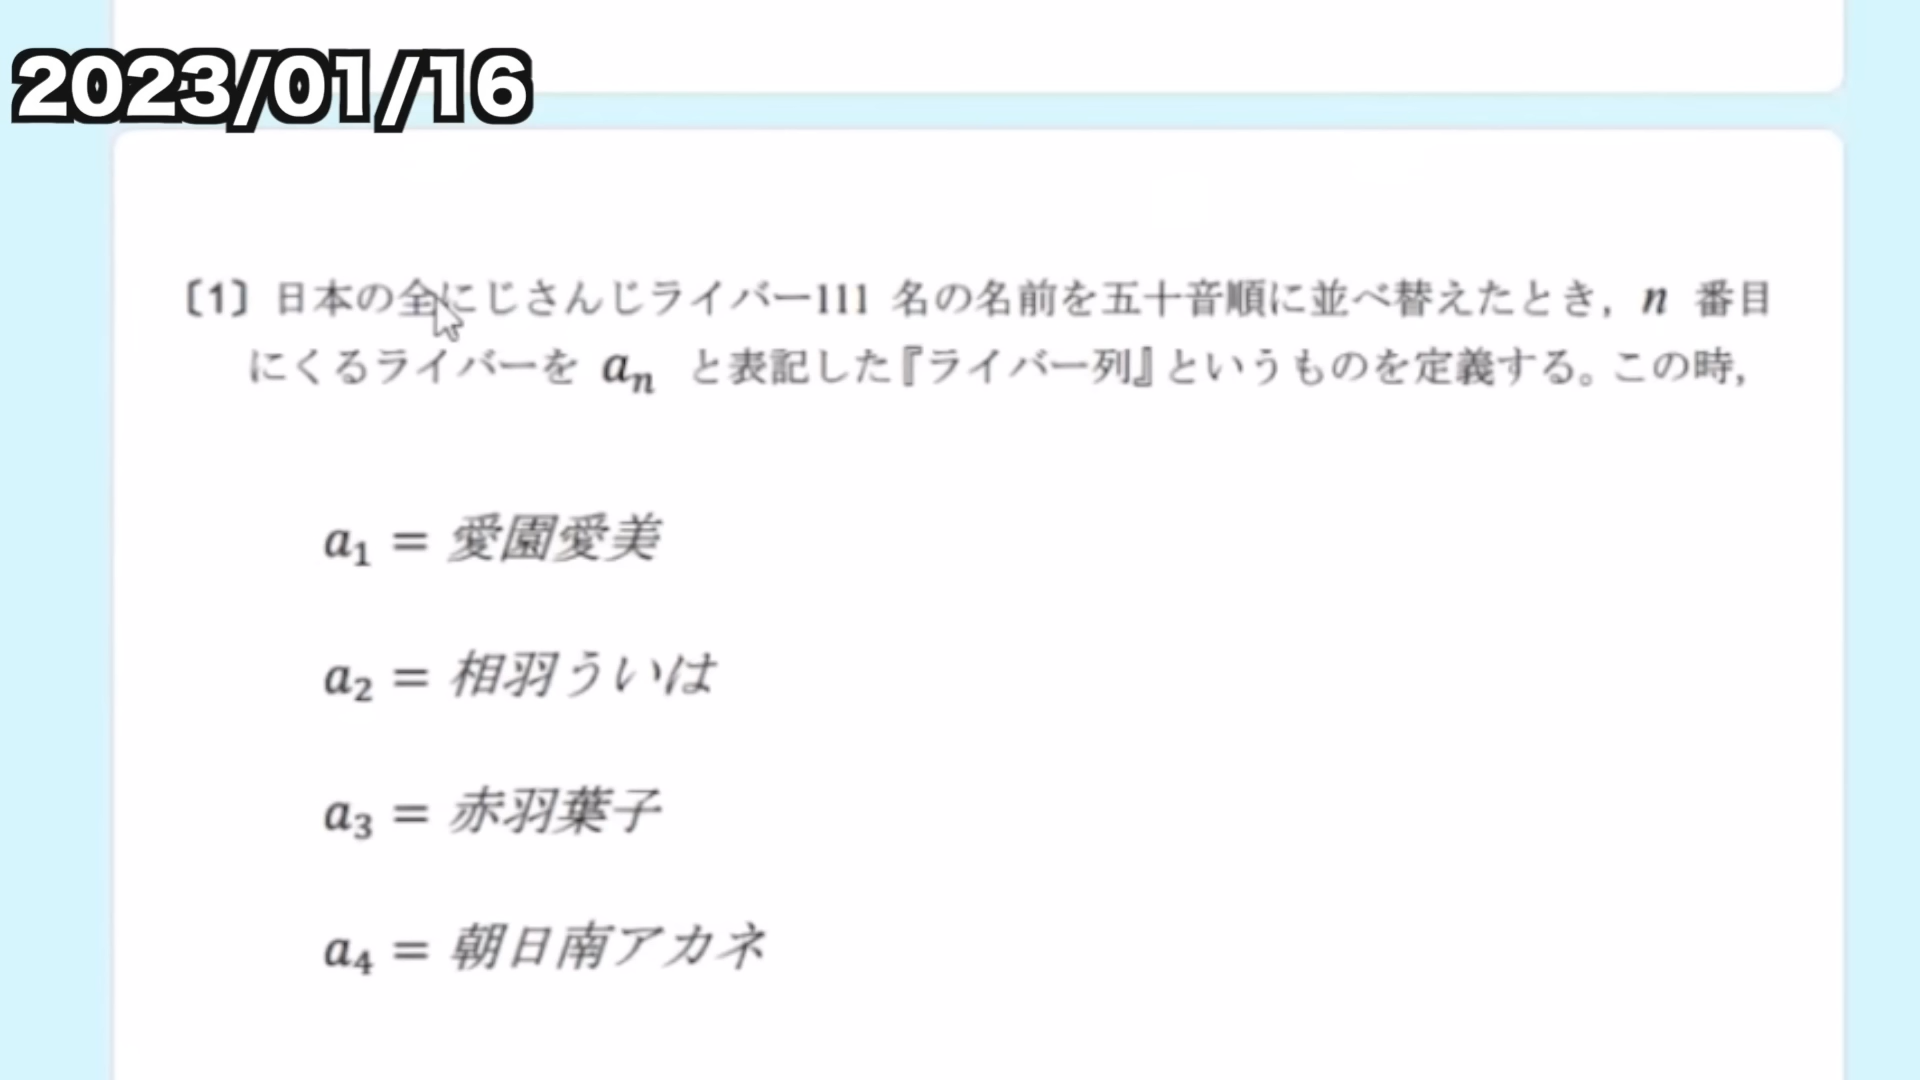 2023/01/16
〔1〕日本の全にじさんじライバー111 名の名前を五十音順に並べ替えたとき, n 番目
にくるライバーを aₙ と表記した『ライバー列』というものを定義する。この時,
a₁ = 愛園愛美
a₂ = 相羽ういは
a₃ = 赤羽葉子
a₄ = 朝日南アカネ